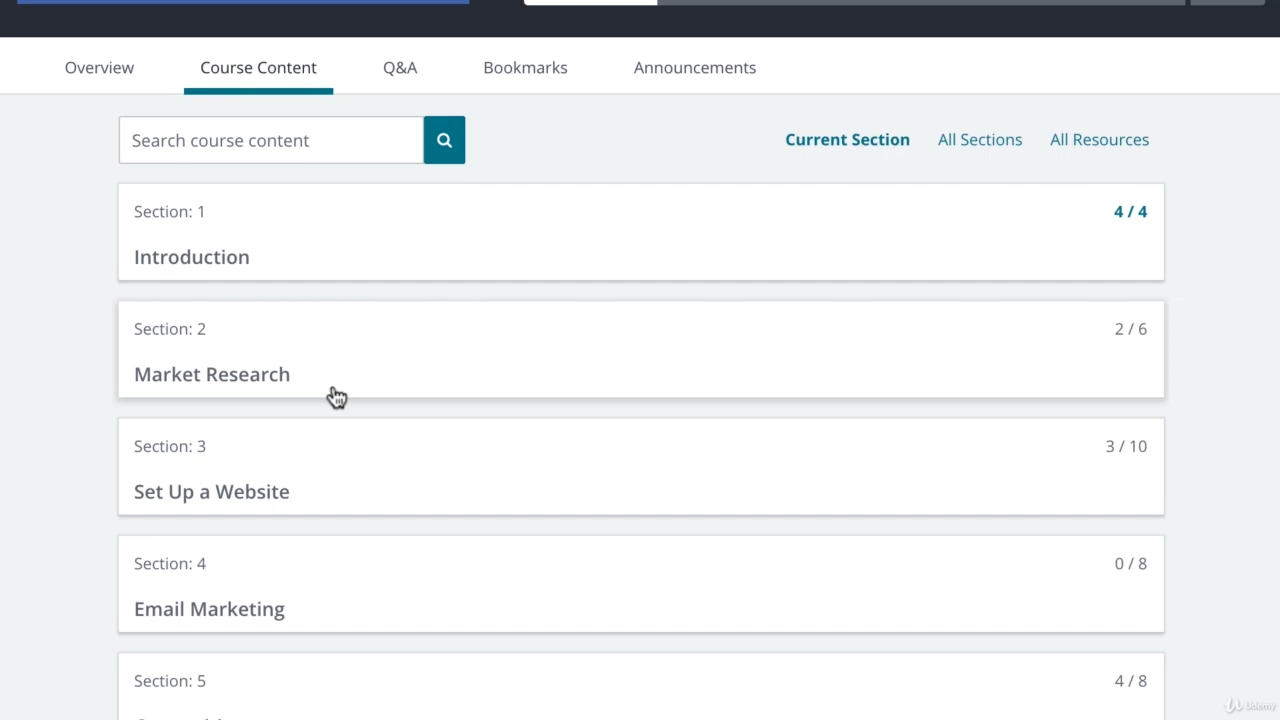 Overview Course Content Q&A Bookmarks Announcements
Search course content Current Section All Sections All Resources
Section: 1 4 / 4
Introduction
Section: 2 2 / 6
Market Research
Section: 3 3 / 10
Set Up a Website
Section: 4 0 / 8
Email Marketing
Section: 5 4 / 8
Udemy